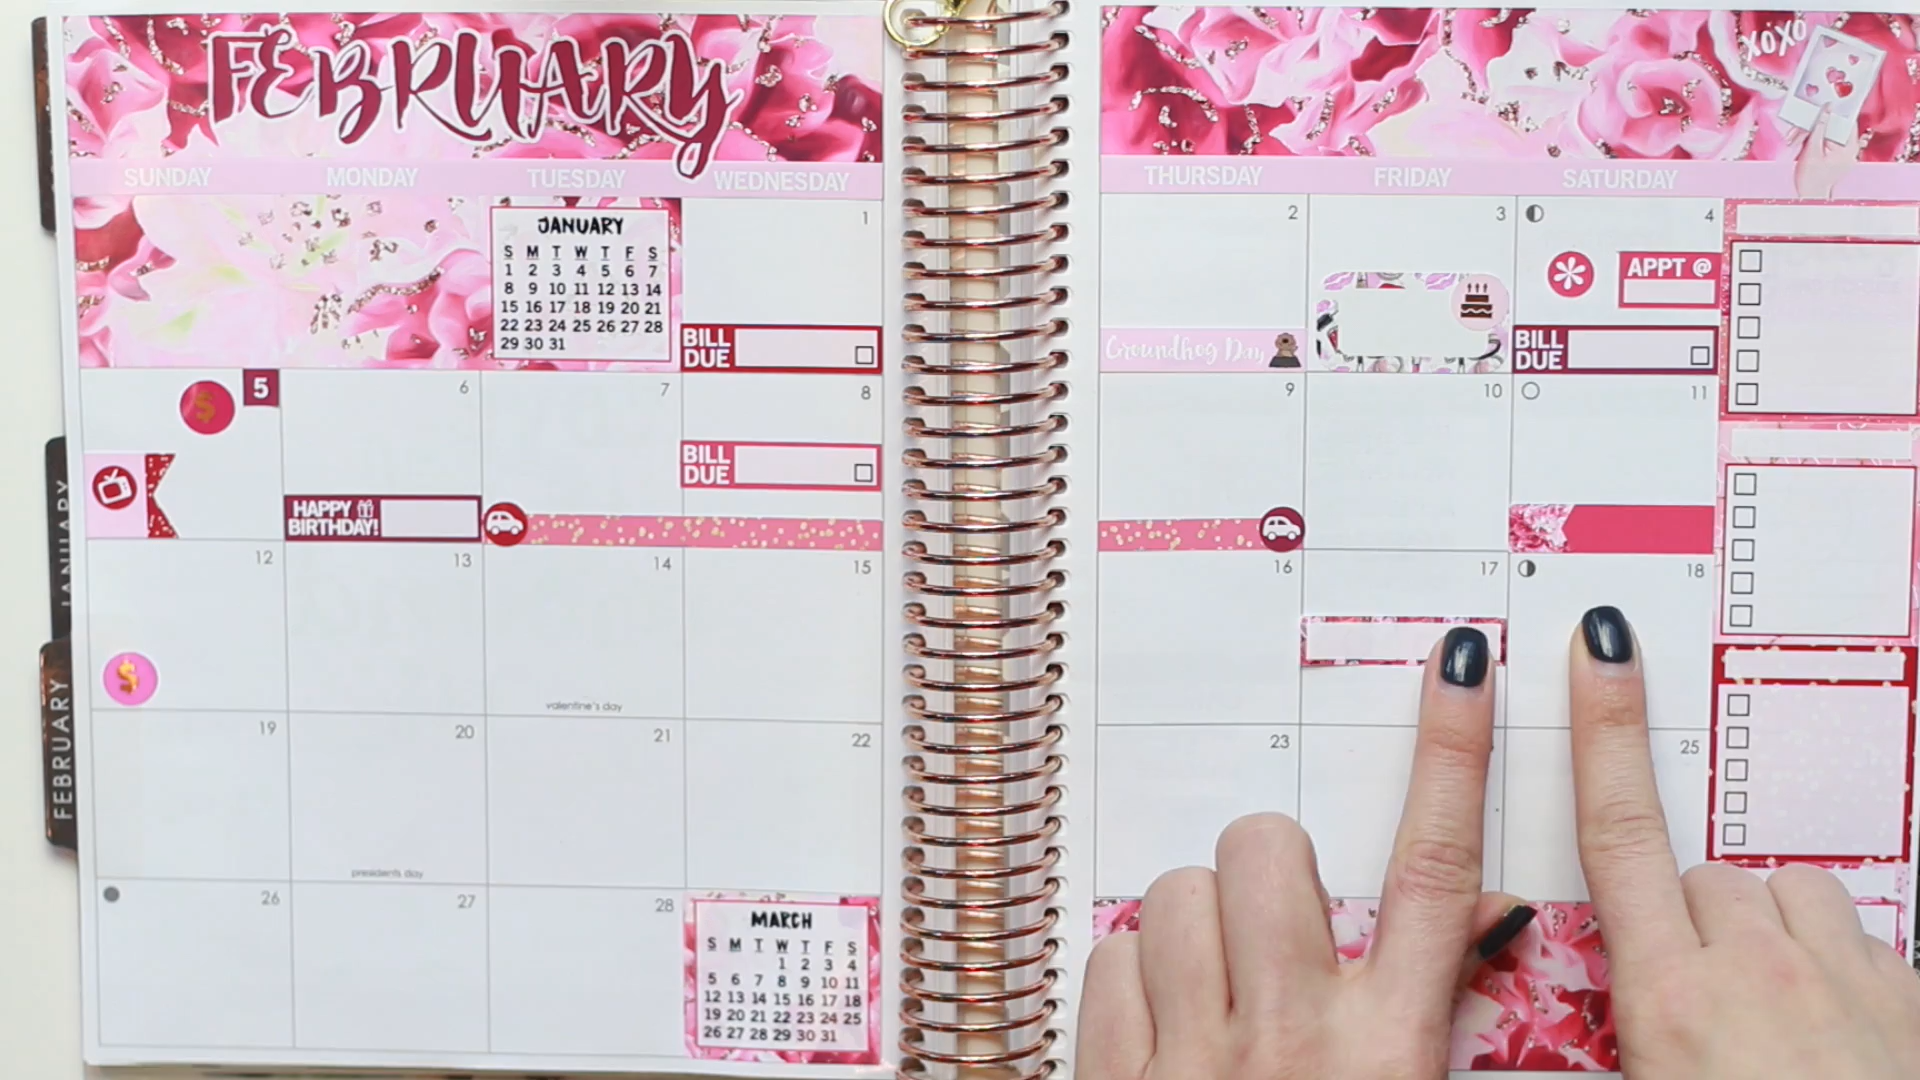 FEBRUARY
XOXO
SUNDAY MONDAY TUESDAY WEDNESDAY
THURSDAY FRIDAY SATURDAY
JANUARY
S M T W T F S
1 2 3 4 5 6 7
8 9 10 11 12 13 14
15 16 17 18 19 20 21
22 23 24 25 26 27 28
29 30 31
1
BILL
DUE
2
Groundhog Day
3
4
APPT @
BILL
DUE
5
6
HAPPY
BIRTHDAY!
7
8
BILL
DUE
9
10
11
$
12
13
14
valentine's day
15
16
17
18
$
19
20
presidents day
21
22
23
25
26
27
28
MARCH
S M T W T F S
1 2 3 4
5 6 7 8 9 10 11
12 13 14 15 16 17 18
19 20 21 22 23 24 25
26 27 28 29 30 31
JANUARY
FEBRUARY